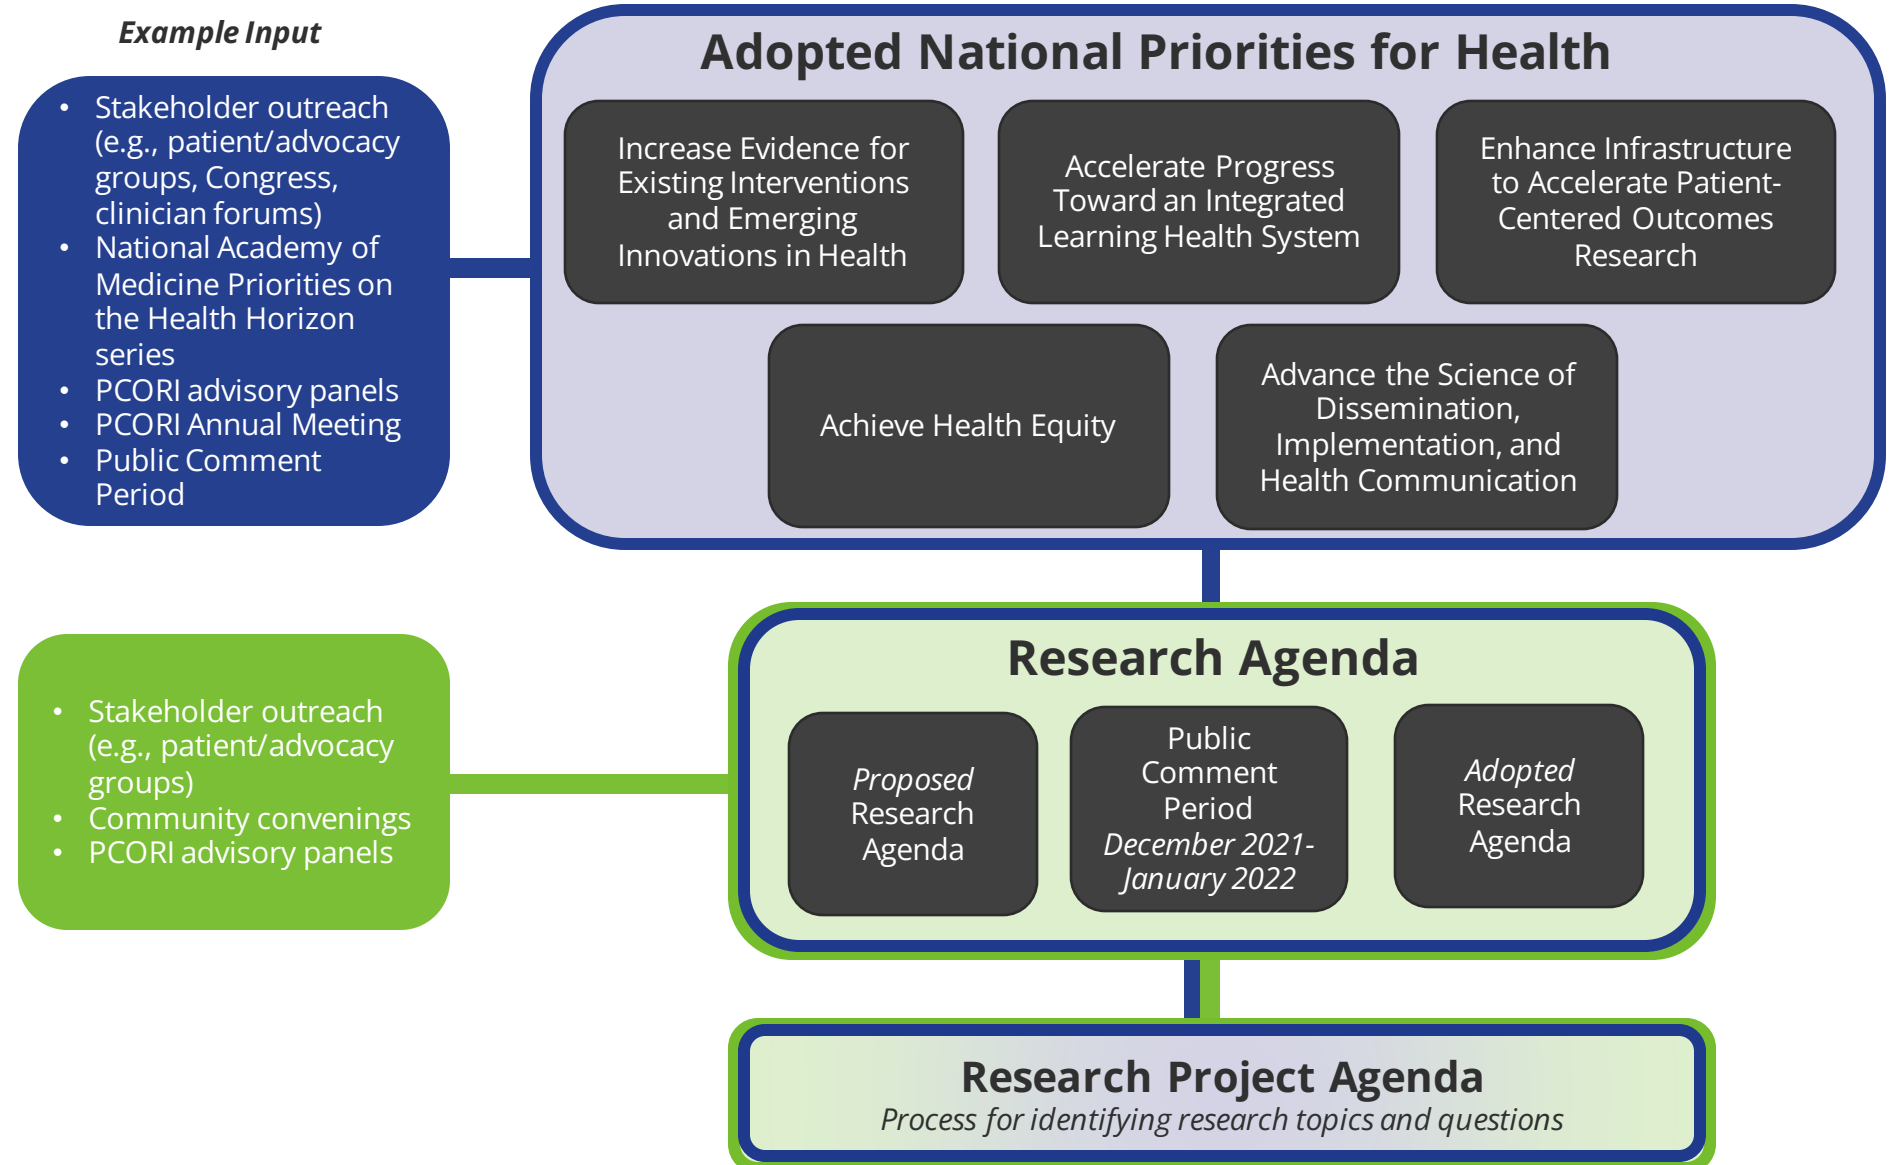 Example Input
• Stakeholder outreach
(e.g., patient/advocacy
groups, Congress,
clinician forums)
• National Academy of
Medicine Priorities on
the Health Horizon
series
• PCORI advisory panels
• PCORI Annual Meeting
• Public Comment
Period
Adopted National Priorities for Health
Increase Evidence for
Existing Interventions
and Emerging
Innovations in Health
Accelerate Progress
Toward an Integrated
Learning Health System
Enhance Infrastructure
to Accelerate Patient-
Centered Outcomes
Research
Achieve Health Equity
Advance the Science of
Dissemination,
Implementation, and
Health Communication
• Stakeholder outreach
(e.g., patient/advocacy
groups)
• Community convenings
• PCORI advisory panels
Research Agenda
Proposed
Research
Agenda
Public
Comment
Period
December 2021-
January 2022
Adopted
Research
Agenda
Research Project Agenda
Process for identifying research topics and questions